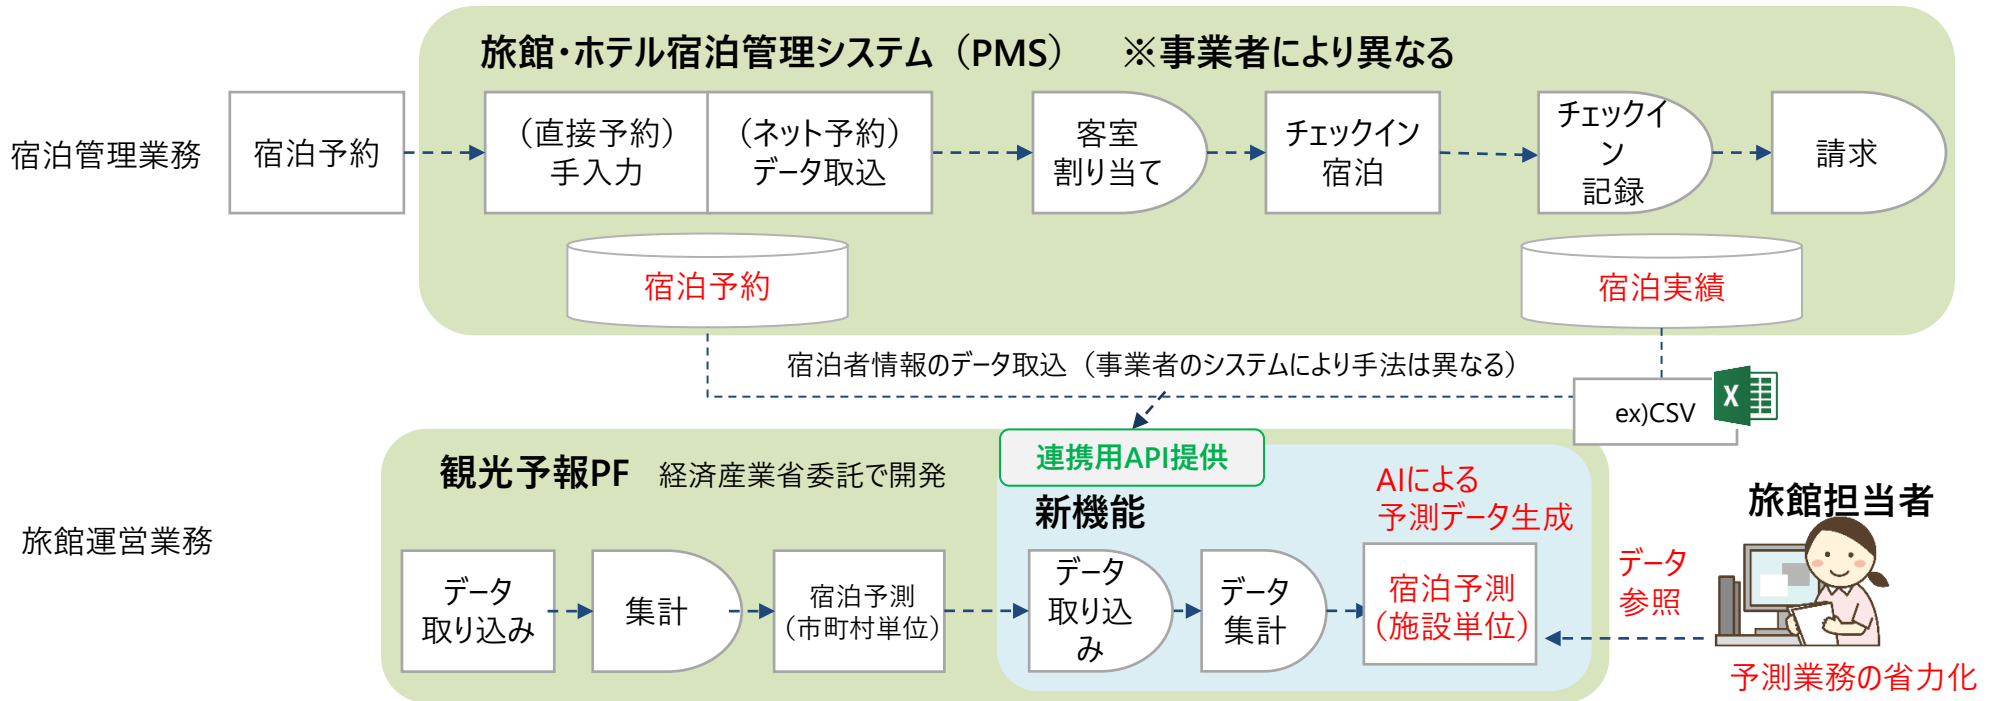 旅館・ホテル宿泊管理システム（PMS）　※事業者により異なる
宿泊管理業務
宿泊予約
（直接予約）
手入力
（ネット予約）
データ取込
客室
割り当て
チェックイン
宿泊
チェックイ
ン
記録
請求
宿泊予約
宿泊実績
宿泊者情報のデータ取込（事業者のシステムにより手法は異なる）
ex)CSV
X
連携用API提供
観光予報PF　経済産業省委託で開発
新機能
AIによる
予測データ生成
旅館運営業務
データ
取り込み
集計
宿泊予測
（市町村単位）
データ
取り込
み
データ
集計
宿泊予測
（施設単位）
データ
参照
旅館担当者
予測業務の省力化